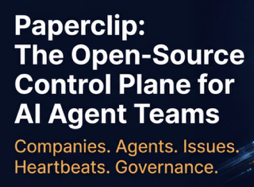 Paperclip:
The Open-Source
Control Plane for
AI Agent Teams
Companies. Agents. Issues.
Heartbeats. Governance.